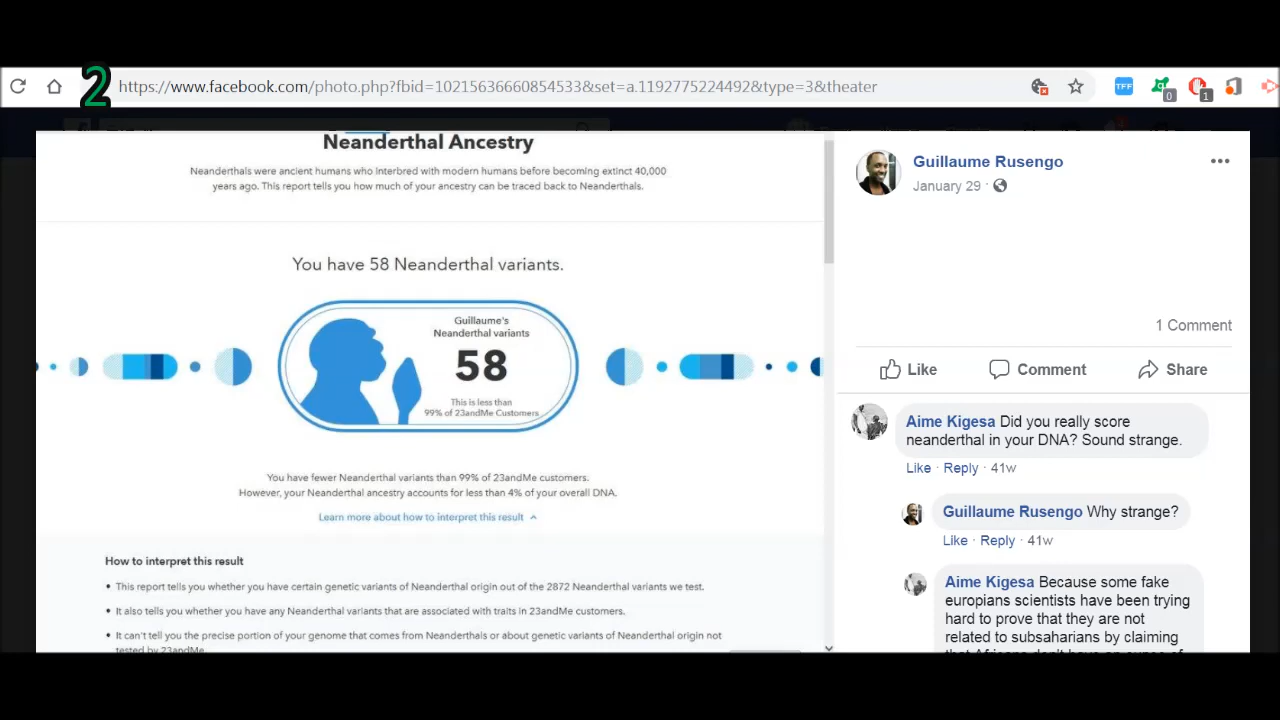 2
https://www.facebook.com/photo.php?fbid=10215636660854533&set=a.1192775224492&type=3&theater
TFF
0
1
Neanderthal Ancestry
Neanderthals were ancient humans who interbred with modern humans before becoming extinct 40,000
years ago. This report tells you how much of your ancestry can be traced back to Neanderthals.
You have 58 Neanderthal variants.
Guillaume's
Neanderthal variants
58
This is less than
99% of 23andMe Customers
You have fewer Neanderthal variants than 99% of 23andMe customers.
However, your Neanderthal ancestry accounts for less than 4% of your overall DNA.
Learn more about how to interpret this result
How to interpret this result
• This report tells you whether you have certain genetic variants of Neanderthal origin out of the 2872 Neanderthal variants we test.
• It also tells you whether you have any Neanderthal variants that are associated with traits in 23andMe customers.
• It can't tell you the precise portion of your genome that comes from Neanderthals or about genetic variants of Neanderthal origin not
tested by 23andMe.
Guillaume Rusengo
January 29 ·
1 Comment
Like Comment Share
Aime Kigesa Did you really score
neanderthal in your DNA? Sound strange.
Like · Reply · 41w
Guillaume Rusengo Why strange?
Like · Reply · 41w
Aime Kigesa Because some fake
europians scientists have been trying
hard to prove that they are not
related to subsaharians by claiming